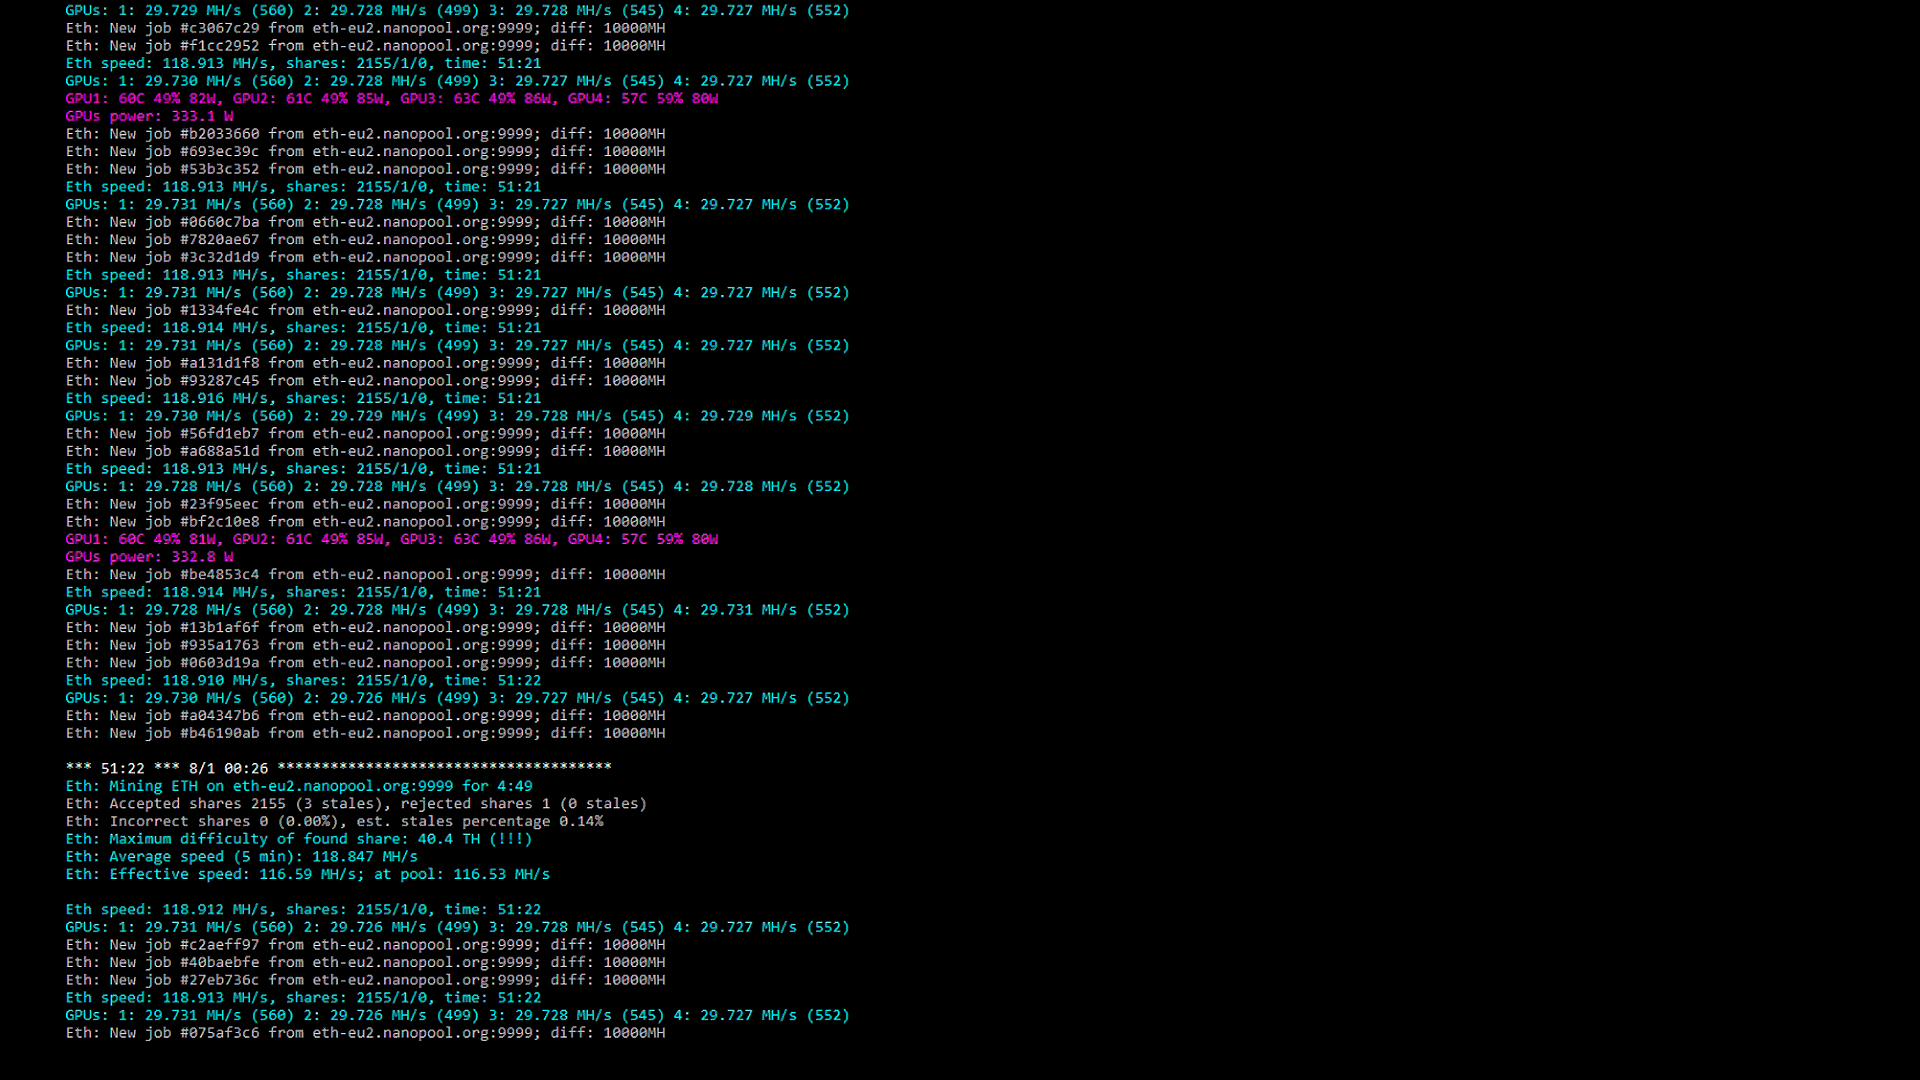 GPUs: 1: 29.729 MH/s (560) 2: 29.728 MH/s (499) 3: 29.728 MH/s (545) 4: 29.727 MH/s (552)
Eth: New job #c3067c29 from eth-eu2.nanopool.org:9999; diff: 10000MH
Eth: New job #f1cc2952 from eth-eu2.nanopool.org:9999; diff: 10000MH
Eth speed: 118.913 MH/s, shares: 2155/1/0, time: 51:21
GPUs: 1: 29.730 MH/s (560) 2: 29.728 MH/s (499) 3: 29.727 MH/s (545) 4: 29.727 MH/s (552)
GPU1: 60C 49% 82W, GPU2: 61C 49% 85W, GPU3: 63C 49% 86W, GPU4: 57C 59% 80W
GPUs power: 333.1 W
Eth: New job #b2033660 from eth-eu2.nanopool.org:9999; diff: 10000MH
Eth: New job #693ec39c from eth-eu2.nanopool.org:9999; diff: 10000MH
Eth: New job #53b3c352 from eth-eu2.nanopool.org:9999; diff: 10000MH
Eth speed: 118.913 MH/s, shares: 2155/1/0, time: 51:21
GPUs: 1: 29.731 MH/s (560) 2: 29.728 MH/s (499) 3: 29.727 MH/s (545) 4: 29.727 MH/s (552)
Eth: New job #0660c7ba from eth-eu2.nanopool.org:9999; diff: 10000MH
Eth: New job #7820ae67 from eth-eu2.nanopool.org:9999; diff: 10000MH
Eth: New job #3c32d1d9 from eth-eu2.nanopool.org:9999; diff: 10000MH
Eth speed: 118.913 MH/s, shares: 2155/1/0, time: 51:21
GPUs: 1: 29.731 MH/s (560) 2: 29.728 MH/s (499) 3: 29.727 MH/s (545) 4: 29.727 MH/s (552)
Eth: New job #1334fe4c from eth-eu2.nanopool.org:9999; diff: 10000MH
Eth speed: 118.914 MH/s, shares: 2155/1/0, time: 51:21
GPUs: 1: 29.731 MH/s (560) 2: 29.728 MH/s (499) 3: 29.727 MH/s (545) 4: 29.727 MH/s (552)
Eth: New job #a131d1f8 from eth-eu2.nanopool.org:9999; diff: 10000MH
Eth: New job #93287c45 from eth-eu2.nanopool.org:9999; diff: 10000MH
Eth speed: 118.916 MH/s, shares: 2155/1/0, time: 51:21
GPUs: 1: 29.730 MH/s (560) 2: 29.729 MH/s (499) 3: 29.728 MH/s (545) 4: 29.729 MH/s (552)
Eth: New job #56fd1eb7 from eth-eu2.nanopool.org:9999; diff: 10000MH
Eth: New job #a688a51d from eth-eu2.nanopool.org:9999; diff: 10000MH
Eth speed: 118.913 MH/s, shares: 2155/1/0, time: 51:21
GPUs: 1: 29.728 MH/s (560) 2: 29.728 MH/s (499) 3: 29.728 MH/s (545) 4: 29.728 MH/s (552)
Eth: New job #23f95eec from eth-eu2.nanopool.org:9999; diff: 10000MH
Eth: New job #bf2c10e8 from eth-eu2.nanopool.org:9999; diff: 10000MH
GPU1: 60C 49% 81W, GPU2: 61C 49% 85W, GPU3: 63C 49% 86W, GPU4: 57C 59% 80W
GPUs power: 332.8 W
Eth: New job #be4853c4 from eth-eu2.nanopool.org:9999; diff: 10000MH
Eth speed: 118.914 MH/s, shares: 2155/1/0, time: 51:21
GPUs: 1: 29.728 MH/s (560) 2: 29.728 MH/s (499) 3: 29.728 MH/s (545) 4: 29.731 MH/s (552)
Eth: New job #13b1af6f from eth-eu2.nanopool.org:9999; diff: 10000MH
Eth: New job #935a1763 from eth-eu2.nanopool.org:9999; diff: 10000MH
Eth: New job #0603d19a from eth-eu2.nanopool.org:9999; diff: 10000MH
Eth speed: 118.910 MH/s, shares: 2155/1/0, time: 51:22
GPUs: 1: 29.730 MH/s (560) 2: 29.726 MH/s (499) 3: 29.727 MH/s (545) 4: 29.727 MH/s (552)
Eth: New job #a04347b6 from eth-eu2.nanopool.org:9999; diff: 10000MH
Eth: New job #b46190ab from eth-eu2.nanopool.org:9999; diff: 10000MH
*** 51:22 *** 8/1 00:26 **************************************
Eth: Mining ETH on eth-eu2.nanopool.org:9999 for 4:49
Eth: Accepted shares 2155 (3 stales), rejected shares 1 (0 stales)
Eth: Incorrect shares 0 (0.00%), est. stales percentage 0.14%
Eth: Maximum difficulty of found share: 40.4 TH (!!!)
Eth: Average speed (5 min): 118.847 MH/s
Eth: Effective speed: 116.59 MH/s; at pool: 116.53 MH/s
Eth speed: 118.912 MH/s, shares: 2155/1/0, time: 51:22
GPUs: 1: 29.731 MH/s (560) 2: 29.726 MH/s (499) 3: 29.728 MH/s (545) 4: 29.727 MH/s (552)
Eth: New job #c2aeff97 from eth-eu2.nanopool.org:9999; diff: 10000MH
Eth: New job #40baebfe from eth-eu2.nanopool.org:9999; diff: 10000MH
Eth: New job #27eb736c from eth-eu2.nanopool.org:9999; diff: 10000MH
Eth speed: 118.913 MH/s, shares: 2155/1/0, time: 51:22
GPUs: 1: 29.731 MH/s (560) 2: 29.726 MH/s (499) 3: 29.728 MH/s (545) 4: 29.727 MH/s (552)
Eth: New job #075af3c6 from eth-eu2.nanopool.org:9999; diff: 10000MH